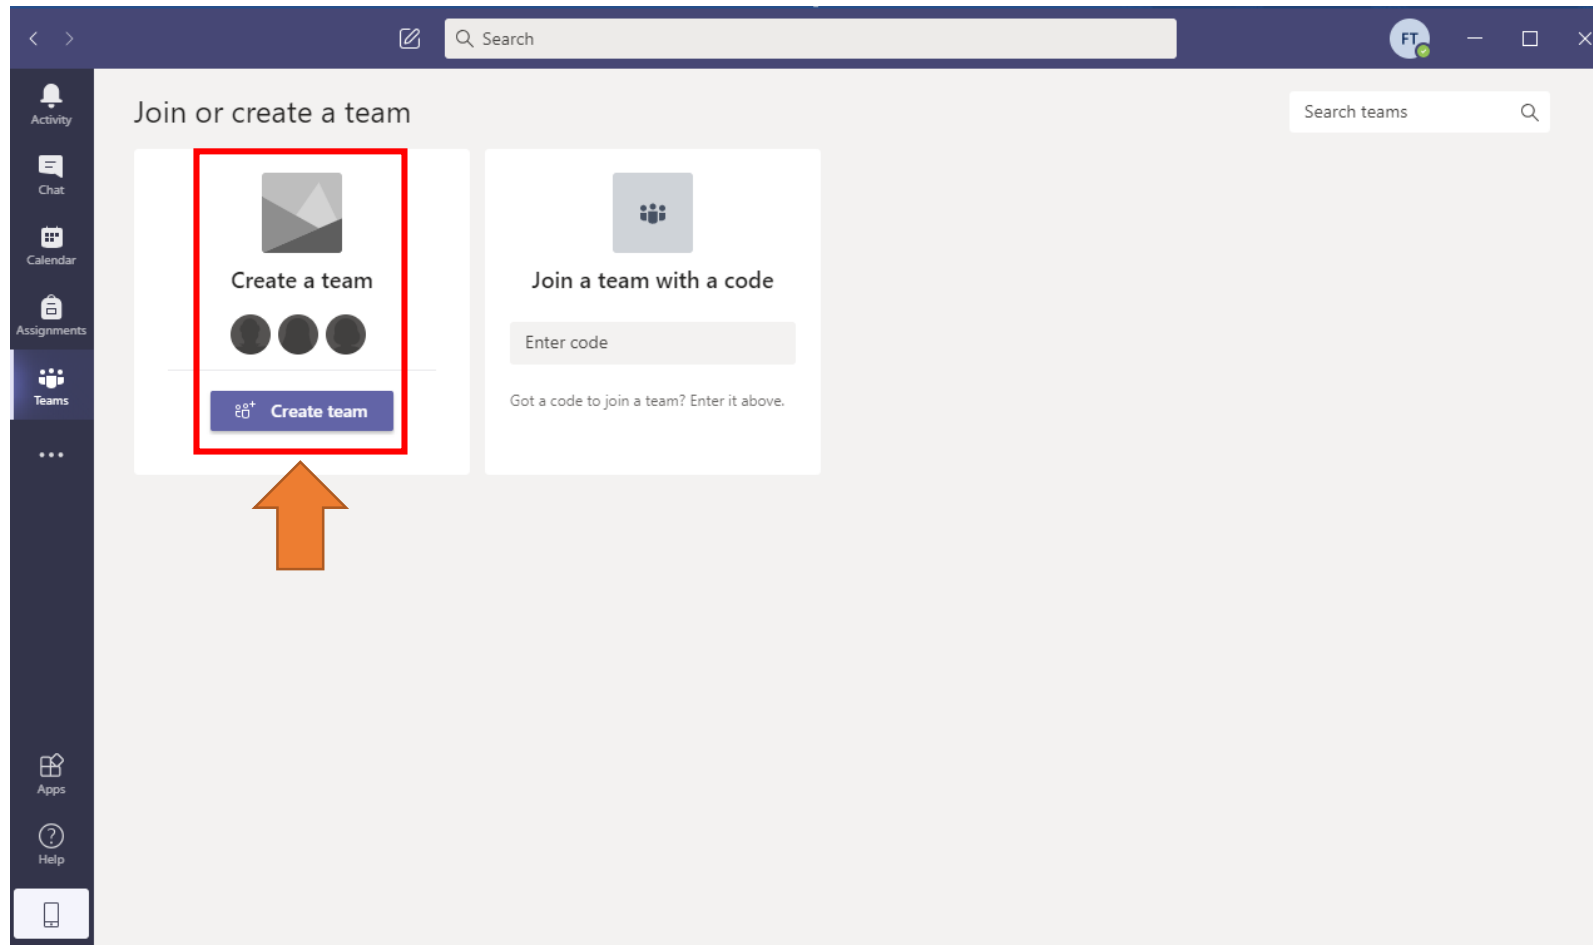 Search
FT
Activity
Chat
Calendar
Assignments
Teams
Apps
Help
Join or create a team
Search teams
Create a team
Create team
Join a team with a code
Enter code
Got a code to join a team? Enter it above.